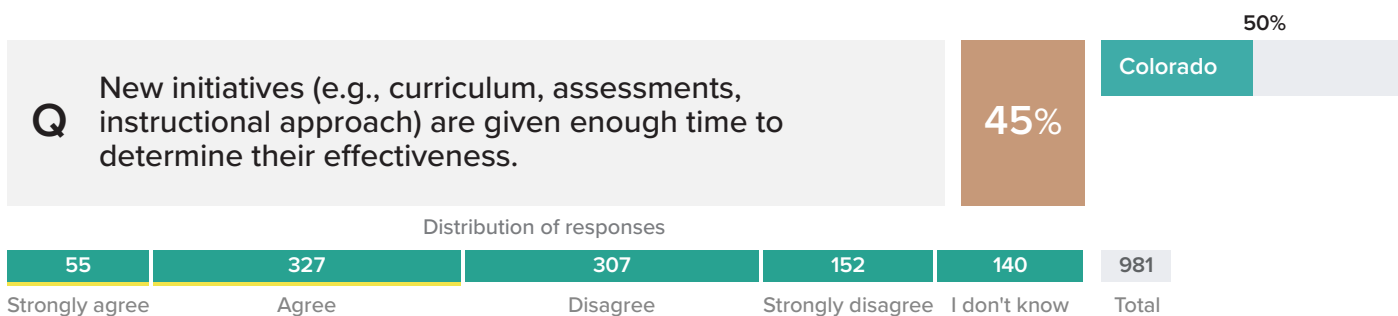 50%
Q
New initiatives (e.g., curriculum, assessments,
instructional approach) are given enough time to
determine their effectiveness.
45%
Colorado
Distribution of responses
55 327 307 152 140 981
Strongly agree Agree Disagree Strongly disagree I don't know Total